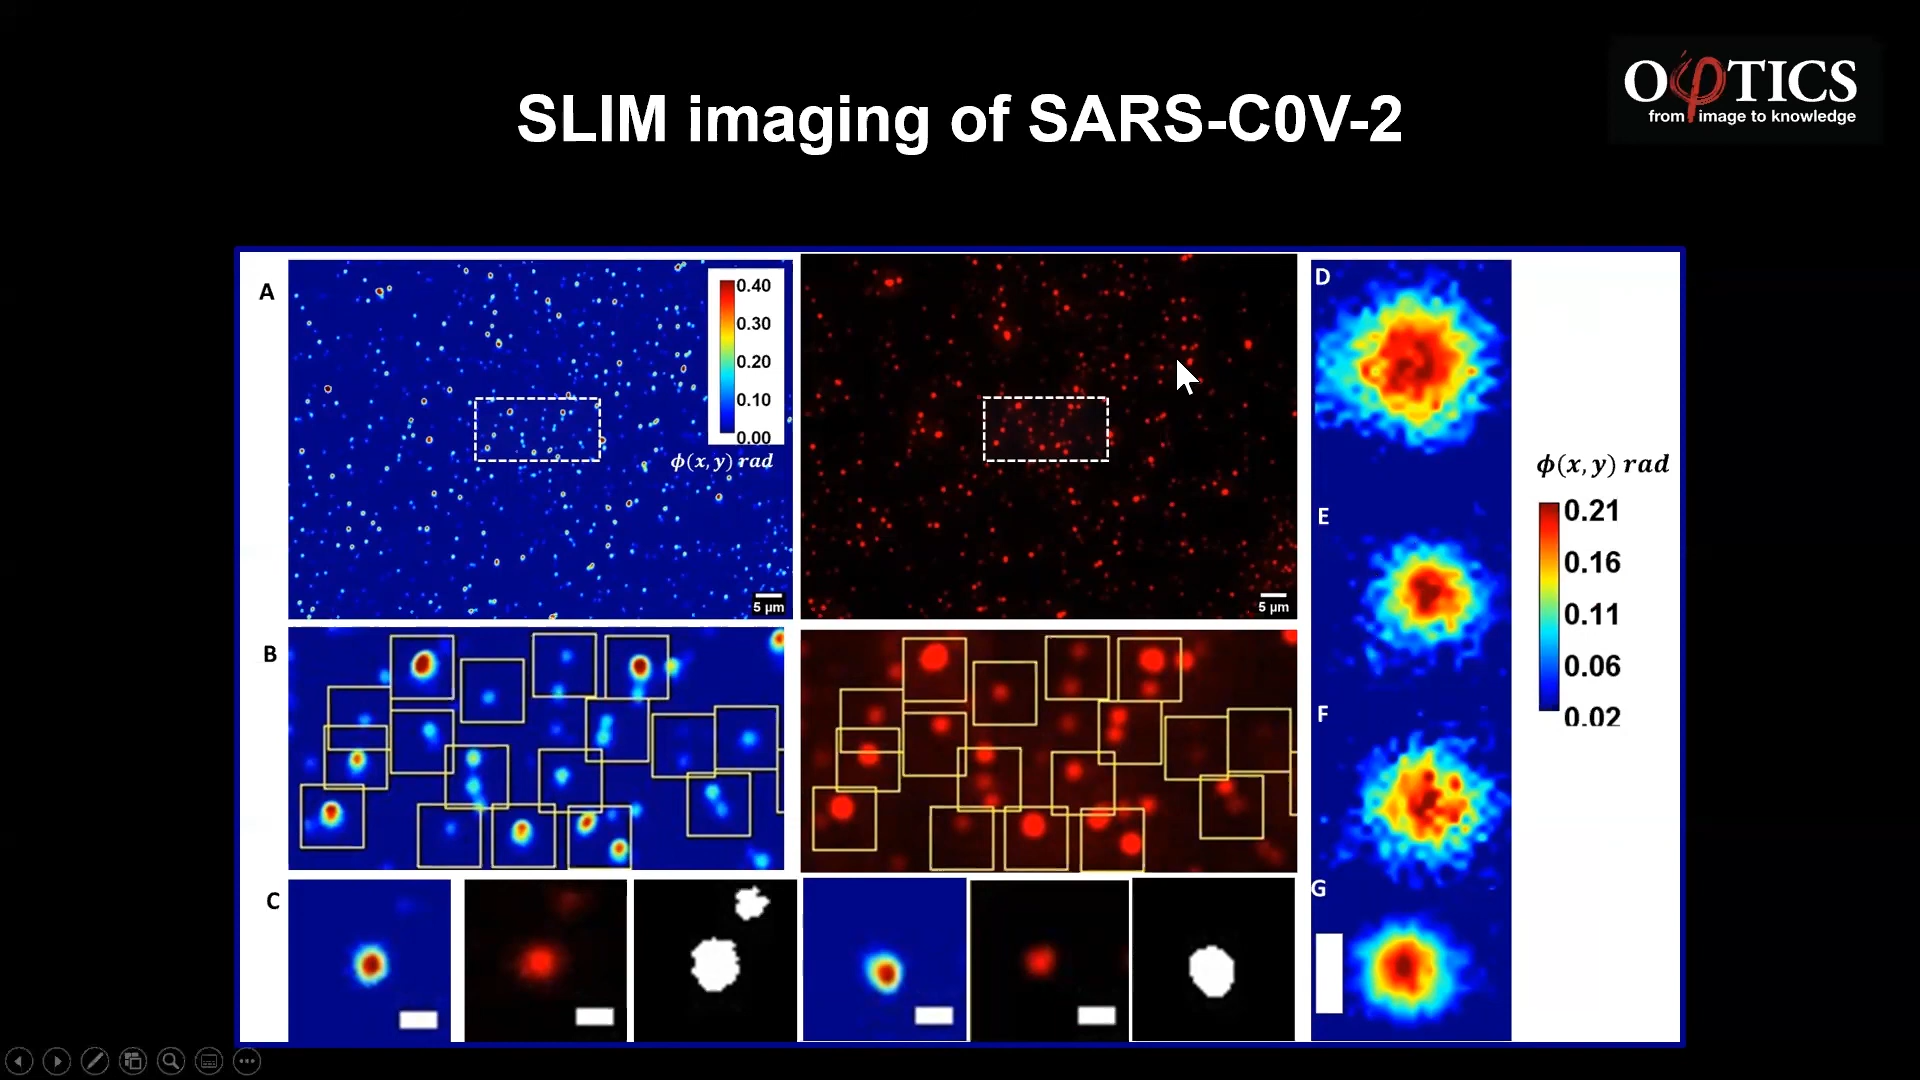 OφTICS
from image to knowledge
SLIM imaging of SARS-C0V-2
A
0.40
0.30
0.20
0.10
0.00
ϕ(x, y) rad
5 µm
5 µm
B
C
D
E
F
G
ϕ(x, y) rad
0.21
0.16
0.11
0.06
0.02